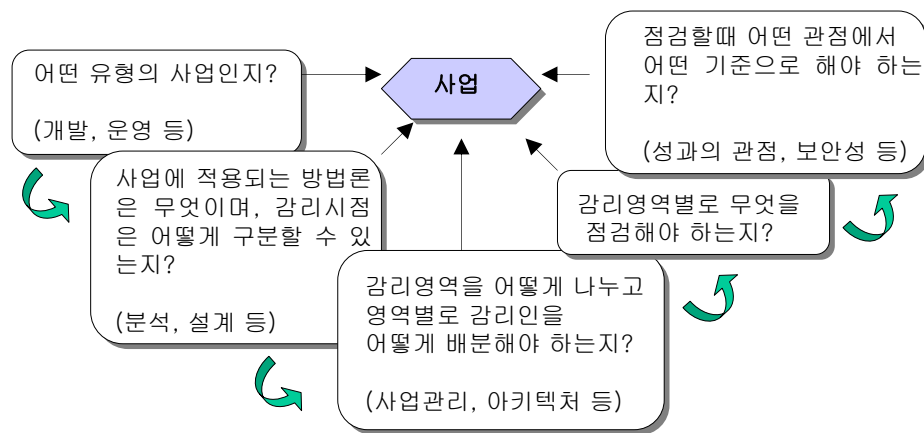 사업
어떤 유형의 사업인지?
(개발, 운영 등)
사업에 적용되는 방법론
은 무엇이며, 감리시점
은 어떻게 구분할 수 있
는지?
(분석, 설계 등)
감리영역을 어떻게 나누고
영역별로 감리인을
어떻게 배분해야 하는지?
(사업관리, 아키텍처 등)
감리영역별로 무엇을
점검해야 하는지?
점검할때 어떤 관점에서
어떤 기준으로 해야 하는
지?
(성과의 관점, 보안성 등)